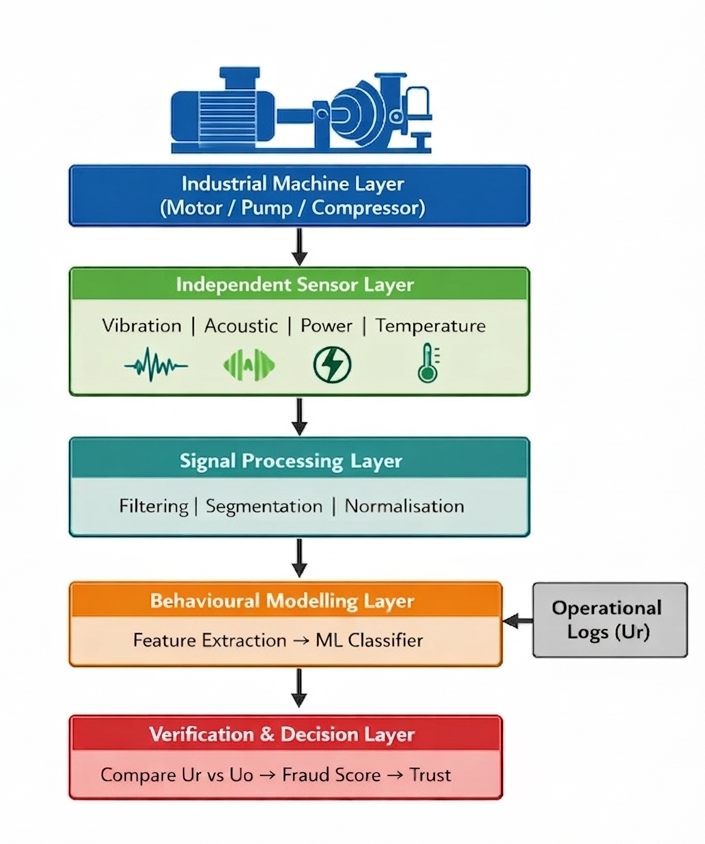 Industrial Machine Layer
(Motor / Pump / Compressor)
Independent Sensor Layer
Vibration | Acoustic | Power | Temperature
Signal Processing Layer
Filtering | Segmentation | Normalisation
Behavioural Modelling Layer
Feature Extraction → ML Classifier
Operational
Logs (Ur)
Verification & Decision Layer
Compare Ur vs Uo → Fraud Score → Trust